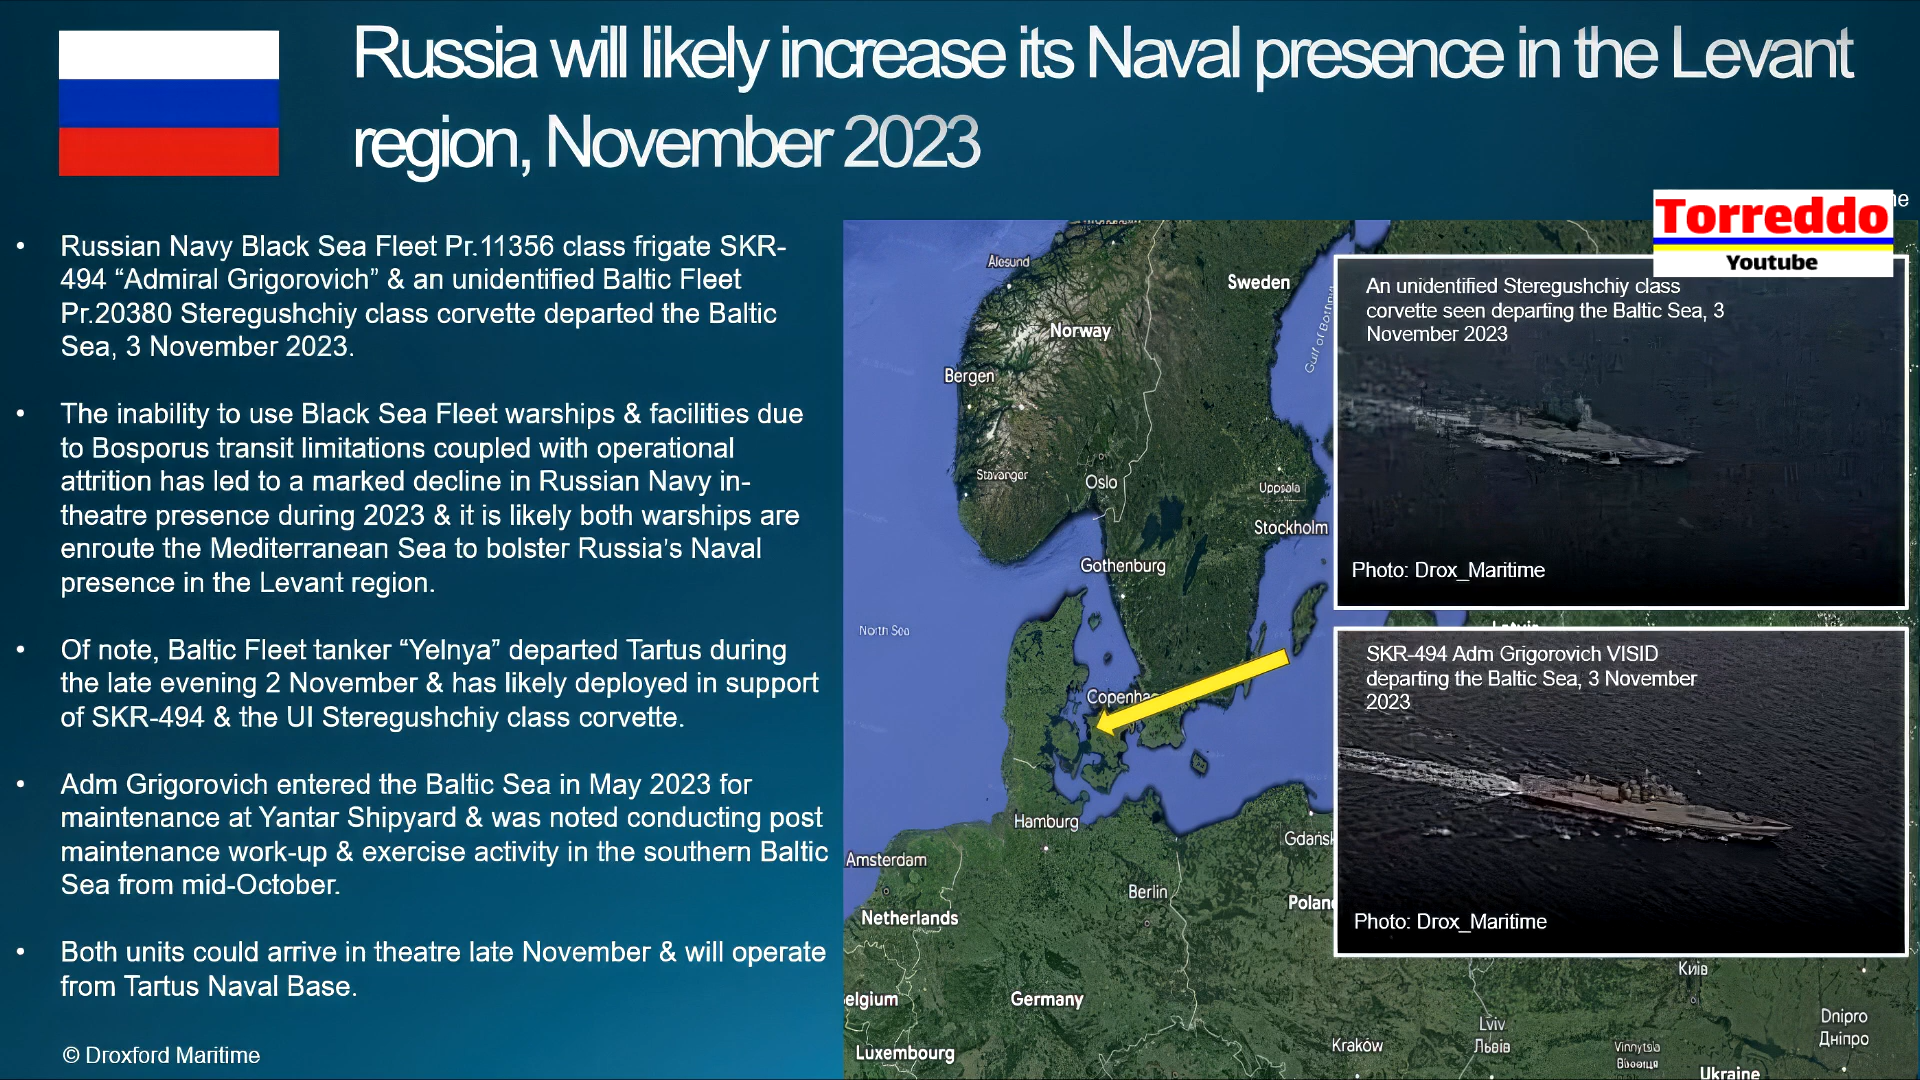 Russia will likely increase its Naval presence in the Levant
region, November 2023
Torreddo
Youtube
• Russian Navy Black Sea Fleet Pr.11356 class frigate SKR-
494 “Admiral Grigorovich” & an unidentified Baltic Fleet
Pr.20380 Steregushchiy class corvette departed the Baltic
Sea, 3 November 2023.
• The inability to use Black Sea Fleet warships & facilities due
to Bosporus transit limitations coupled with operational
attrition has led to a marked decline in Russian Navy in-
theatre presence during 2023 & it is likely both warships are
enroute the Mediterranean Sea to bolster Russia’s Naval
presence in the Levant region.
• Of note, Baltic Fleet tanker “Yelnya” departed Tartus during
the late evening 2 November & has likely deployed in support
of SKR-494 & the UI Steregushchiy class corvette.
• Adm Grigorovich entered the Baltic Sea in May 2023 for
maintenance at Yantar Shipyard & was noted conducting post
maintenance work-up & exercise activity in the southern Baltic
Sea from mid-October.
• Both units could arrive in theatre late November & will operate
from Tartus Naval Base.
© Droxford Maritime
Ålesund
Sweden
Norway
Bergen
Stavanger
Oslo
Uppsala
Stockholm
Gothenburg
North Sea
Copenha
Hamburg
Gdańsk
Amsterdam
Berlin
Netherlands
Polan
elgium
Germany
Luxembourg
Kraków
Lviv
Львів
Київ
Vinnytsia
Dnipro
Дніпро
Ukraine
Gulf of Both
An unidentified Steregushchiy class
corvette seen departing the Baltic Sea, 3
November 2023
Photo: Drox_Maritime
SKR-494 Adm Grigorovich VISID
departing the Baltic Sea, 3 November
2023
Photo: Drox_Maritime